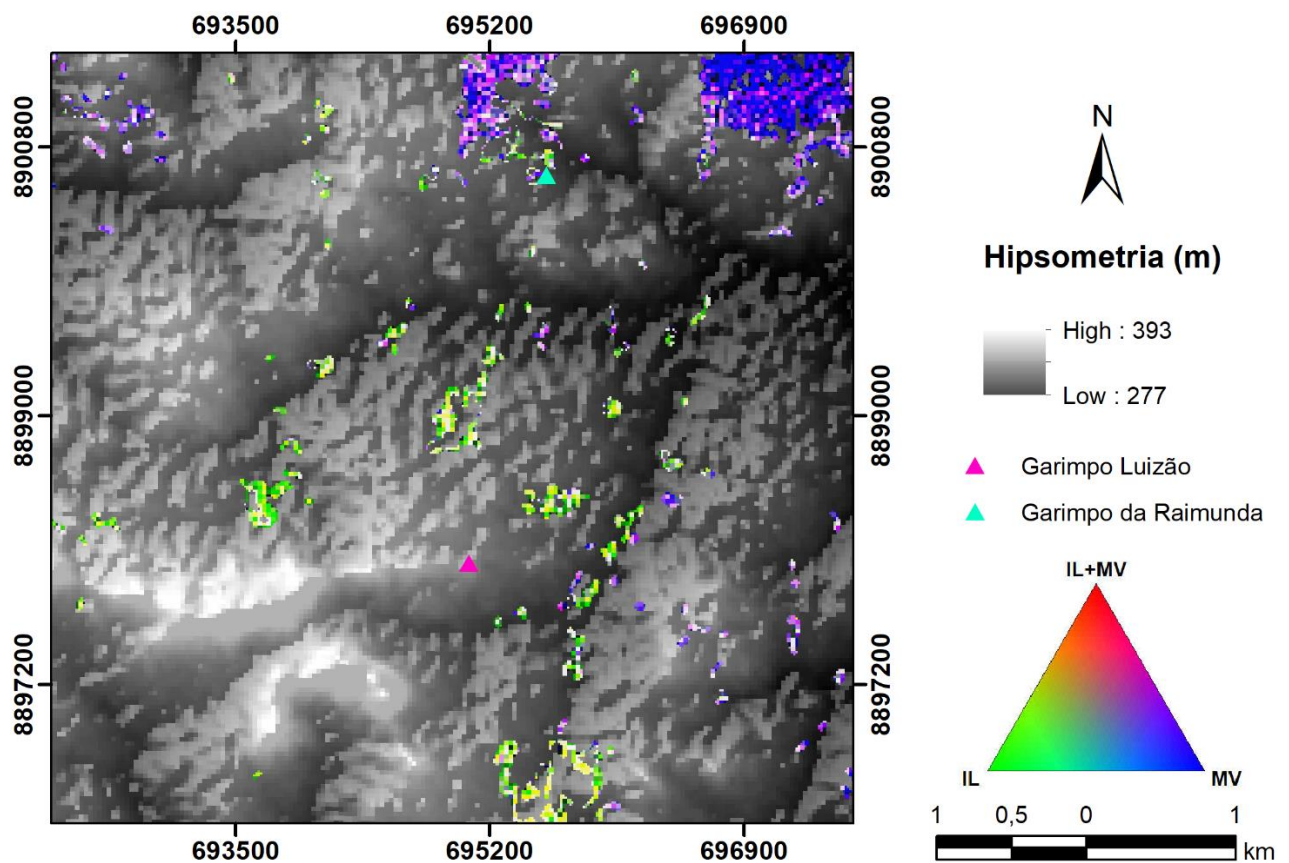 693500 695200 696900
8900800 8900800
8899000 8899000
8897200 8897200
693500 695200 696900
N
Hipsometria (m)
High : 393
Low : 277
Garimpo Luizão
Garimpo da Raimunda
IL+MV
IL MV
1 0,5 0 1
km